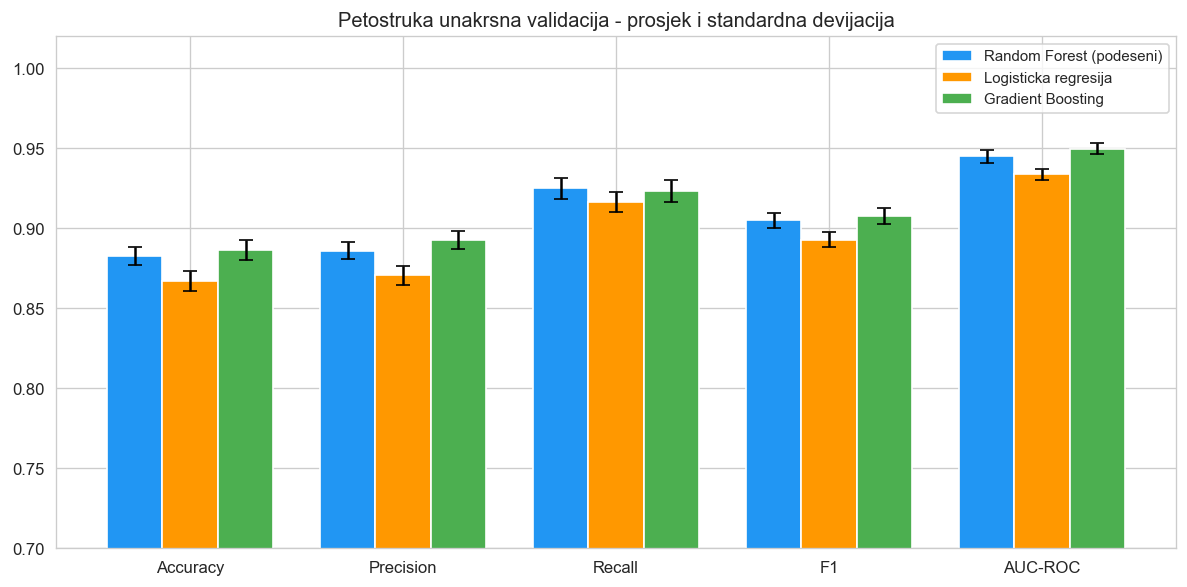 Petostruka unakrsna validacija - prosjek i standardna devijacija
Random Forest (podeseni)
Logisticka regresija
Gradient Boosting
1.00
0.95
0.90
0.85
0.80
0.75
0.70
Accuracy
Precision
Recall
F1
AUC-ROC